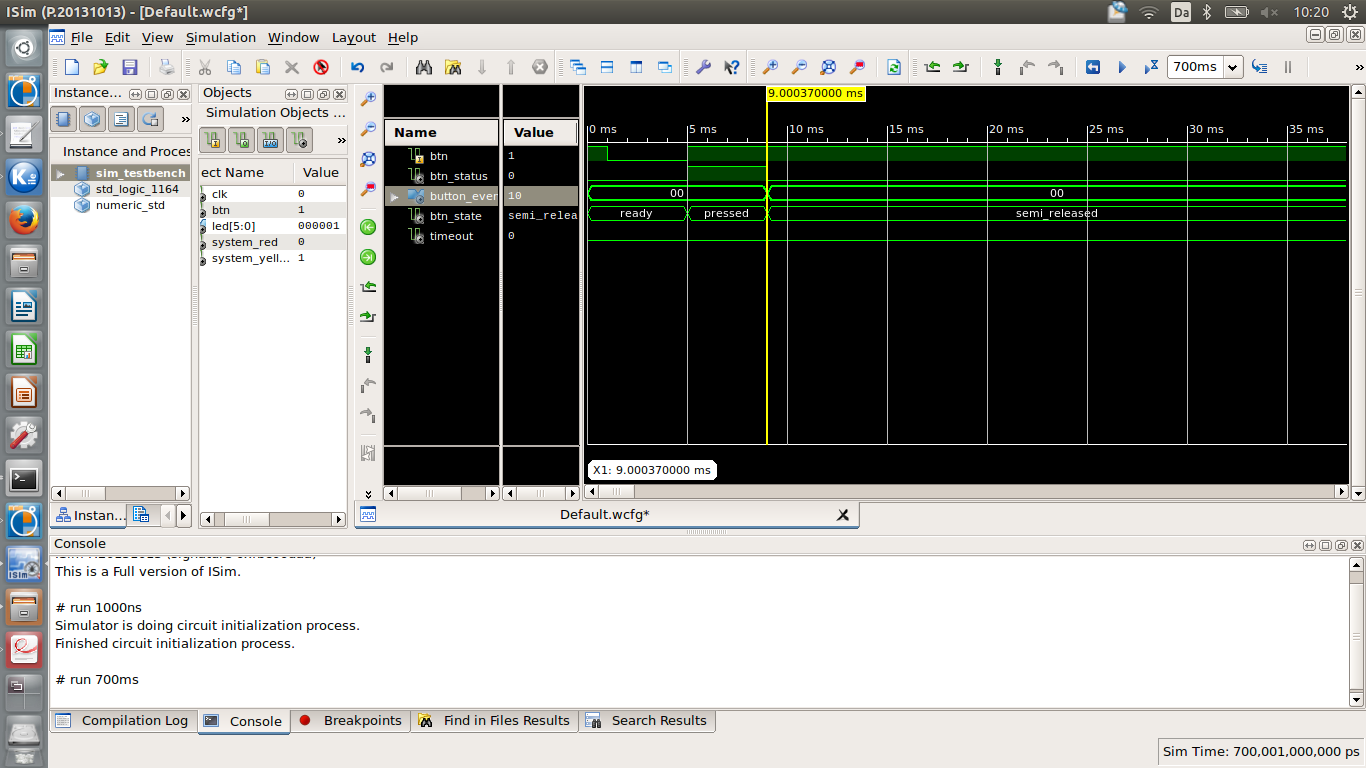 ISim (P.20131013) - [Default.wcfg*]
Da
10:20
File Edit View Simulation Window Layout Help
700ms
»
Instance...
Objects
Simulation Objects ...
»
»
Instance and Proces
sim_testbench
std_logic_1164
numeric_std
ect Name Value
clk 0
btn 1
led[5:0] 000001
system_red 0
system_yell... 1
Instan...
Name Value
btn 1
btn_status 0
button_ever 10
btn_state semi_relea
timeout 0
9.000370000 ms
0 ms 5 ms 10 ms 15 ms 20 ms 25 ms 30 ms 35 ms
00 00
ready pressed semi_released
X1: 9.000370000 ms
Default.wcfg*
Console
This is a Full version of ISim.
# run 1000ns
Simulator is doing circuit initialization process.
Finished circuit initialization process.
# run 700ms
Compilation Log Console Breakpoints Find in Files Results Search Results
Sim Time: 700,001,000,000 ps